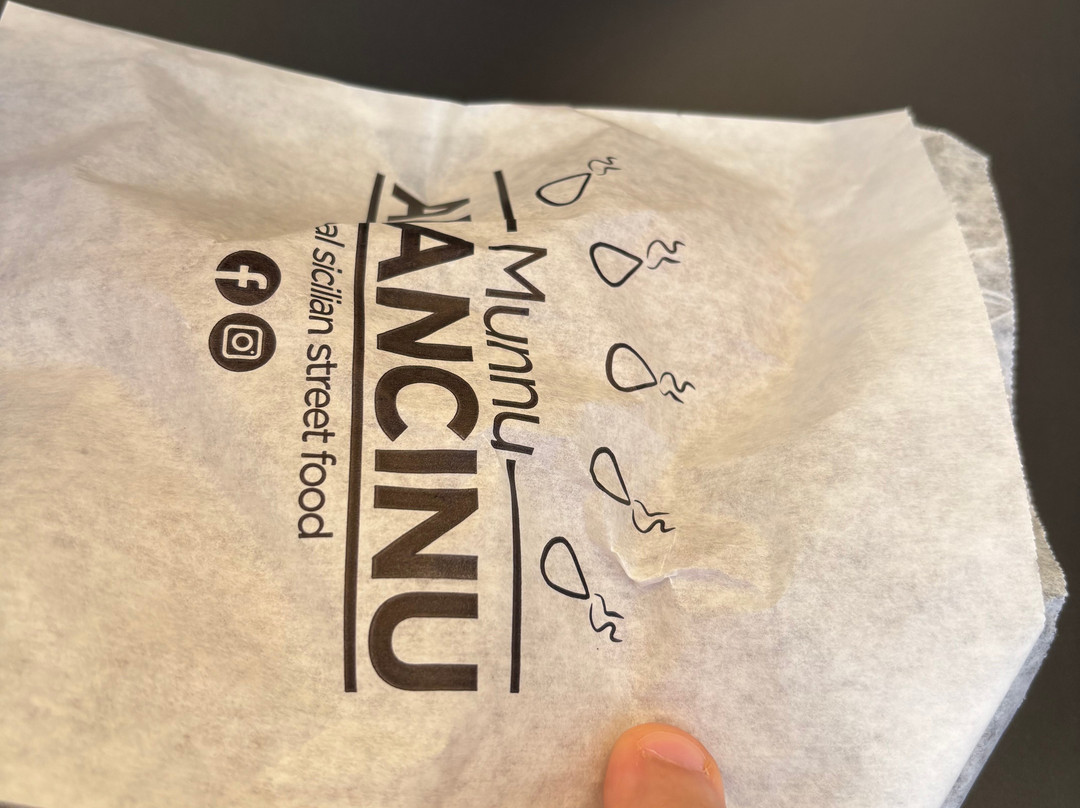 Munnu
ANCINU
al sicilian street food